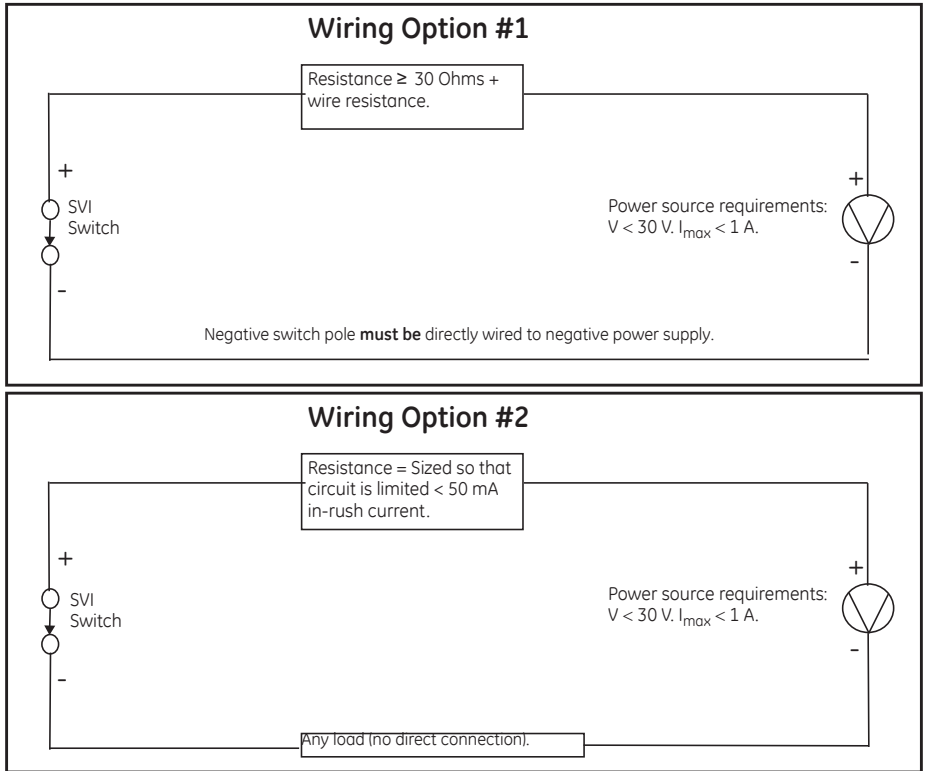 Wiring Option #1
Resistance ≥ 30 Ohms +
wire resistance.
+
+
SVI
Switch
Power source requirements:
V < 30 V. Imax < 1 A.
-
-
Negative switch pole must be directly wired to negative power supply.
Wiring Option #2
Resistance = Sized so that
circuit is limited < 50 mA
in-rush current.
+
+
SVI
Switch
Power source requirements:
V < 30 V. Imax < 1 A.
-
-
Any load (no direct connection).